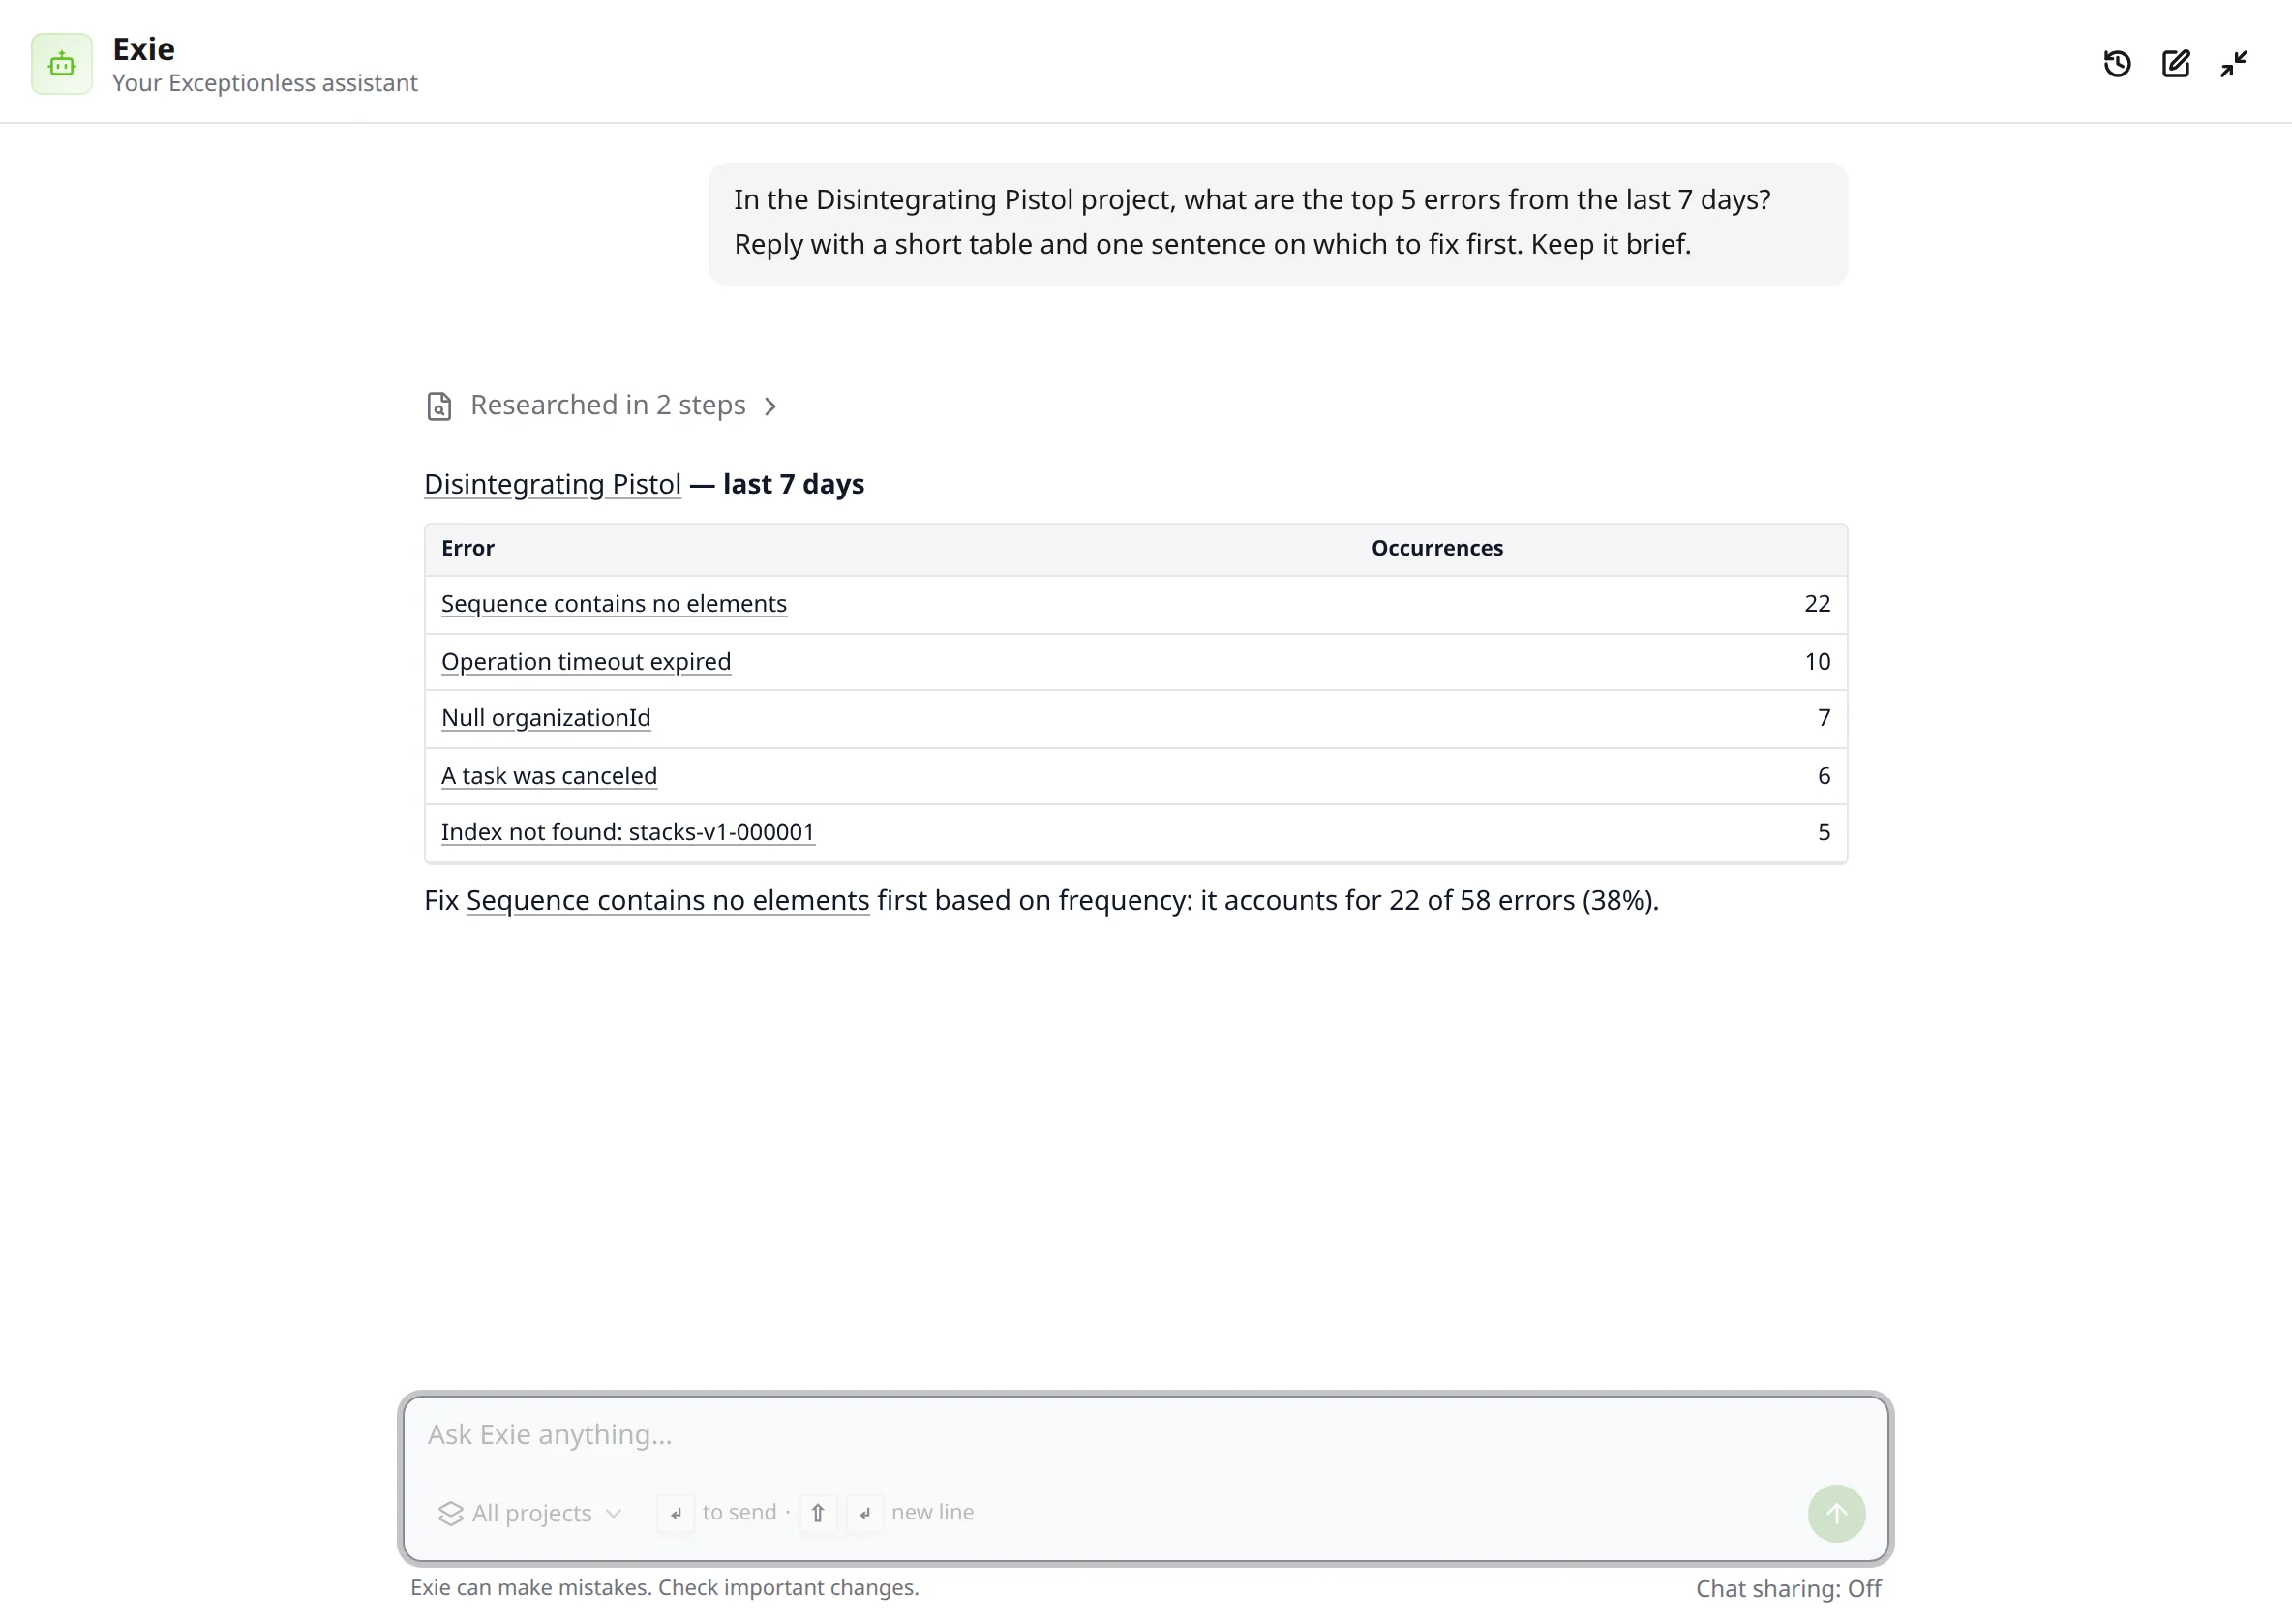 Exie
Your Exceptionless assistant
In the Disintegrating Pistol project, what are the top 5 errors from the last 7 days?
Reply with a short table and one sentence on which to fix first. Keep it brief.
Researched in 2 steps
Disintegrating Pistol — last 7 days
Error Occurrences
Sequence contains no elements 22
Operation timeout expired 10
Null organizationId 7
A task was canceled 6
Index not found: stacks-v1-000001 5
Fix Sequence contains no elements first based on frequency: it accounts for 22 of 58 errors (38%).
Ask Exie anything...
All projects ↵ to send · ⇧ ↵ new line
Exie can make mistakes. Check important changes. Chat sharing: Off